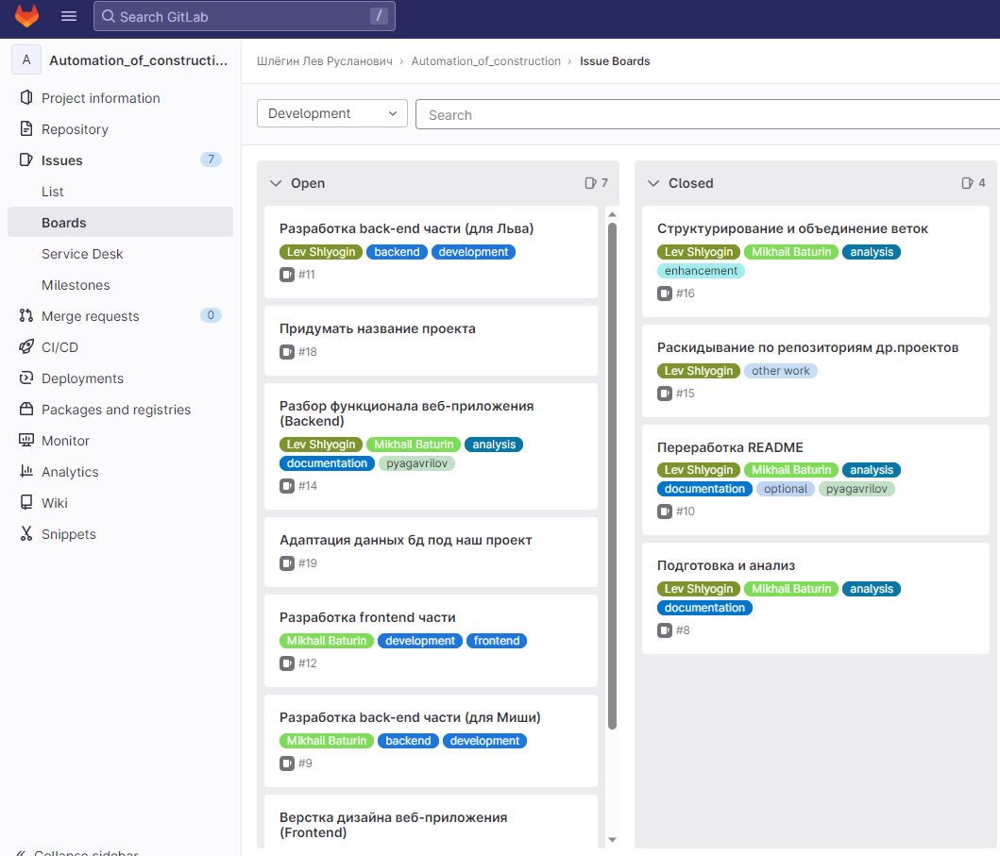 Search GitLab
/
A
Automation_of_constructi...
Project information
Repository
Issues
7
List
Boards
Service Desk
Milestones
Merge requests
0
CI/CD
Deployments
Packages and registries
Monitor
Analytics
Wiki
Snippets
Collapse sidebar
Шлёгин Лев Русланович › Automation_of_construction › Issue Boards
Development
Search
Open
7
Разработка back-end части (для Льва)
Lev Shlyogin backend development
#11
Придумать название проекта
#18
Разбор функционала веб-приложения
(Backend)
Lev Shlyogin Mikhail Baturin analysis
documentation pyagavrilov
#14
Адаптация данных бд под наш проект
#19
Разработка frontend части
Mikhail Baturin development frontend
#12
Разработка back-end части (для Миши)
Mikhail Baturin backend development
#9
Верстка дизайна веб-приложения
(Frontend)
Closed
4
Структурирование и объединение веток
Lev Shlyogin Mikhail Baturin analysis
enhancement
#16
Раскидывание по репозиториям др.проектов
Lev Shlyogin other work
#15
Переработка README
Lev Shlyogin Mikhail Baturin analysis
documentation optional pyagavrilov
#10
Подготовка и анализ
Lev Shlyogin Mikhail Baturin analysis
documentation
#8